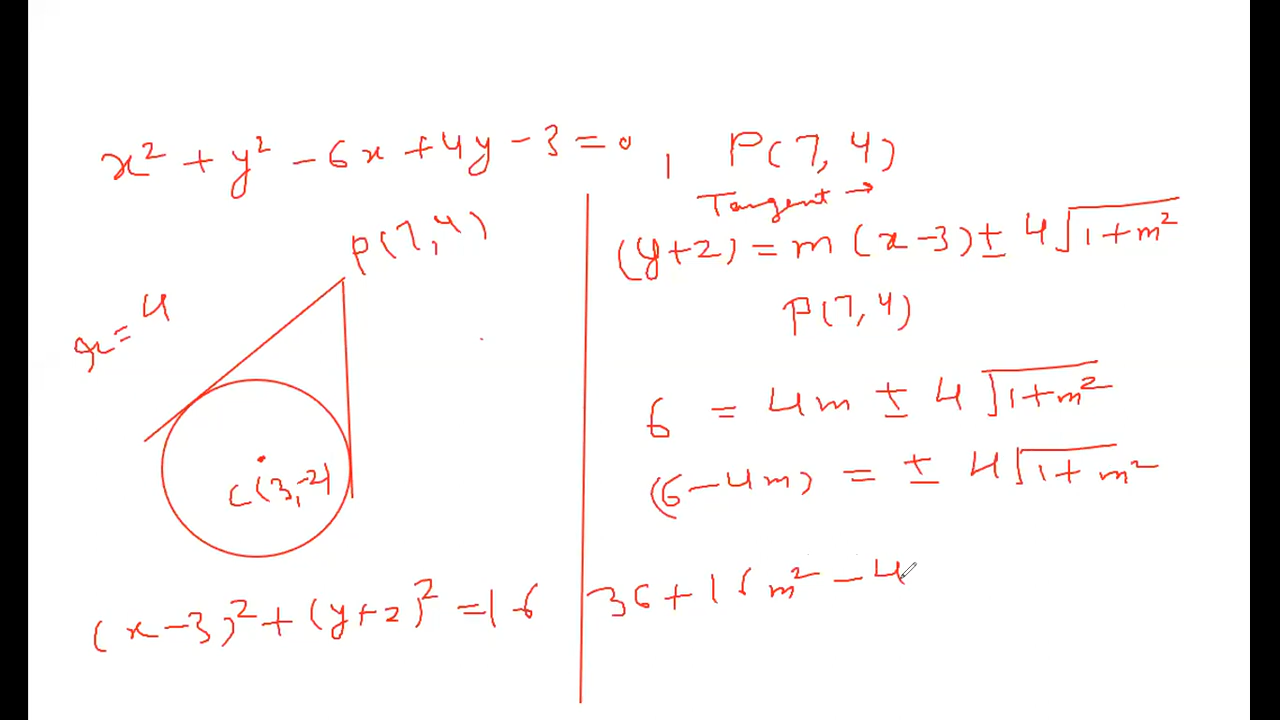 x² + y² - 6x + 4y - 3 = 0 , P(7, 4)
P(7, 4)
r = 4
C(3, -2)
(x - 3)² + (y + 2)² = 16
Tangent →
(y + 2) = m (x - 3) ± 4√(1 + m²)
P(7, 4)
6 = 4m ± 4√(1 + m²)
(6 - 4m) = ± 4√(1 + m²)
36 + 16m² - 4